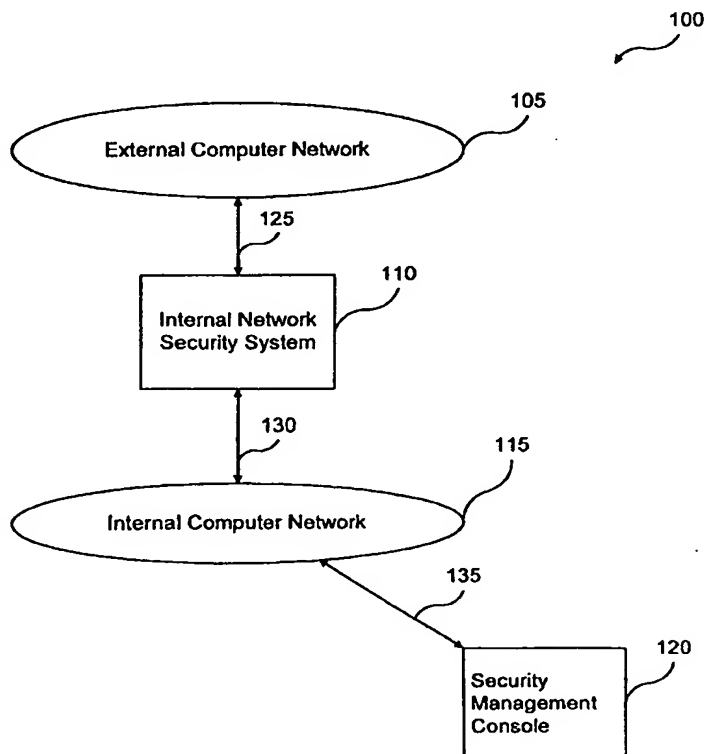 100
105
External Computer Network
125
110
Internal Network
Security System
130
115
Internal Computer Network
135
120
Security
Management
Console